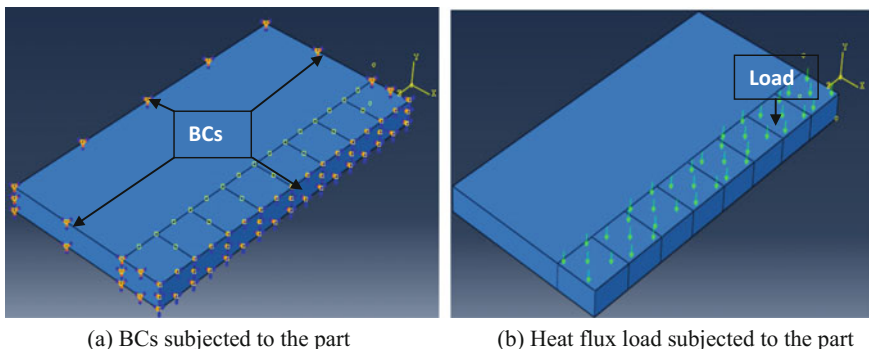 BCs
Load
Y
X
Z
Y
X
Z
(a) BCs subjected to the part
(b) Heat flux load subjected to the part